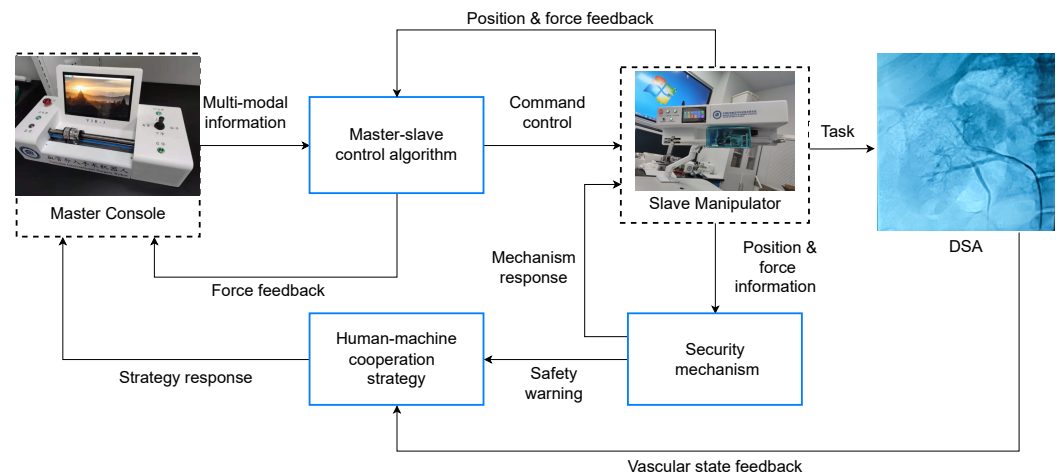 Position & force feedback
Multi-modal
information
Master-slave
control algorithm
Command
control
Task
Master Console
Slave Manipulator
DSA
Force feedback
Mechanism
response
Position &
force
information
Human-machine
cooperation
strategy
Security
mechanism
Strategy response
Safety
warning
Vascular state feedback